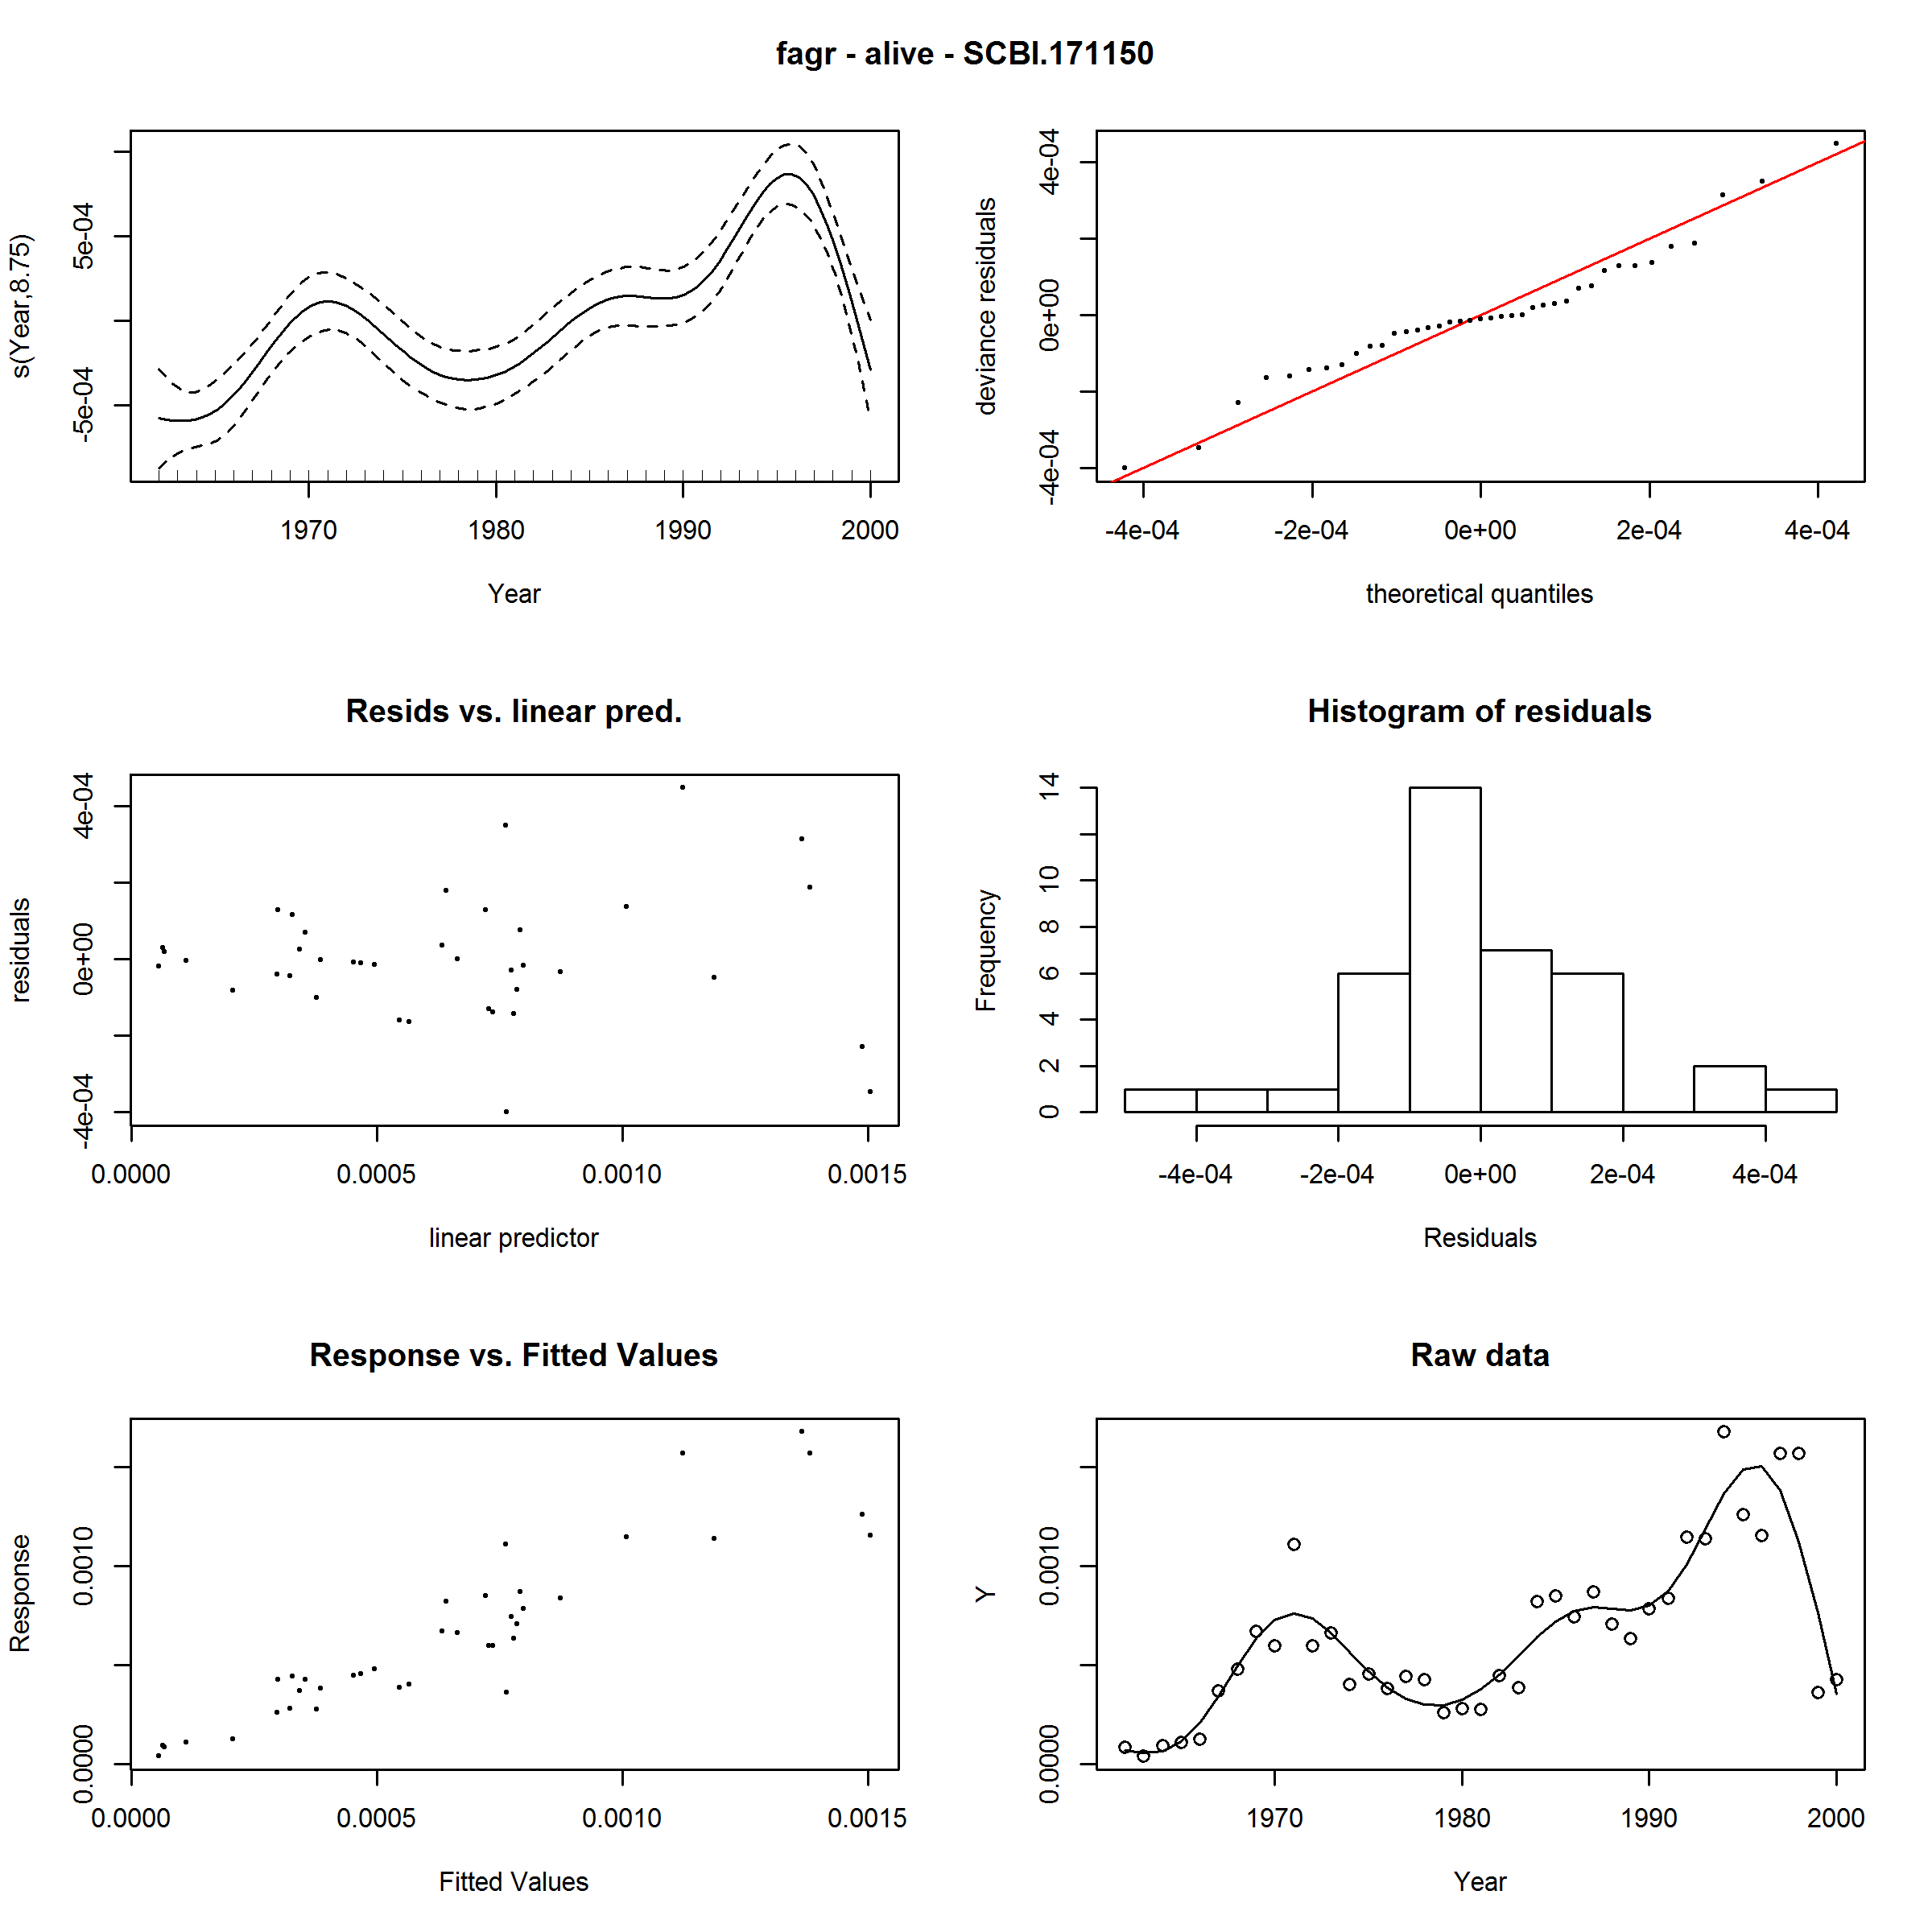 fagr - alive - SCBI.171150
s(Year,8.75)
-5e-04 5e-04
1970 1980 1990 2000
Year
deviance residuals
-4e-04 0e+00 4e-04
-4e-04 -2e-04 0e+00 2e-04 4e-04
theoretical quantiles
Resids vs. linear pred.
residuals
-4e-04 0e+00 4e-04
0.0000 0.0005 0.0010 0.0015
linear predictor
Histogram of residuals
Frequency
0 2 4 6 8 10 14
-4e-04 -2e-04 0e+00 2e-04 4e-04
Residuals
Response vs. Fitted Values
Response
0.0000 0.0010
0.0000 0.0005 0.0010 0.0015
Fitted Values
Raw data
Y
0.0000 0.0010
1970 1980 1990 2000
Year